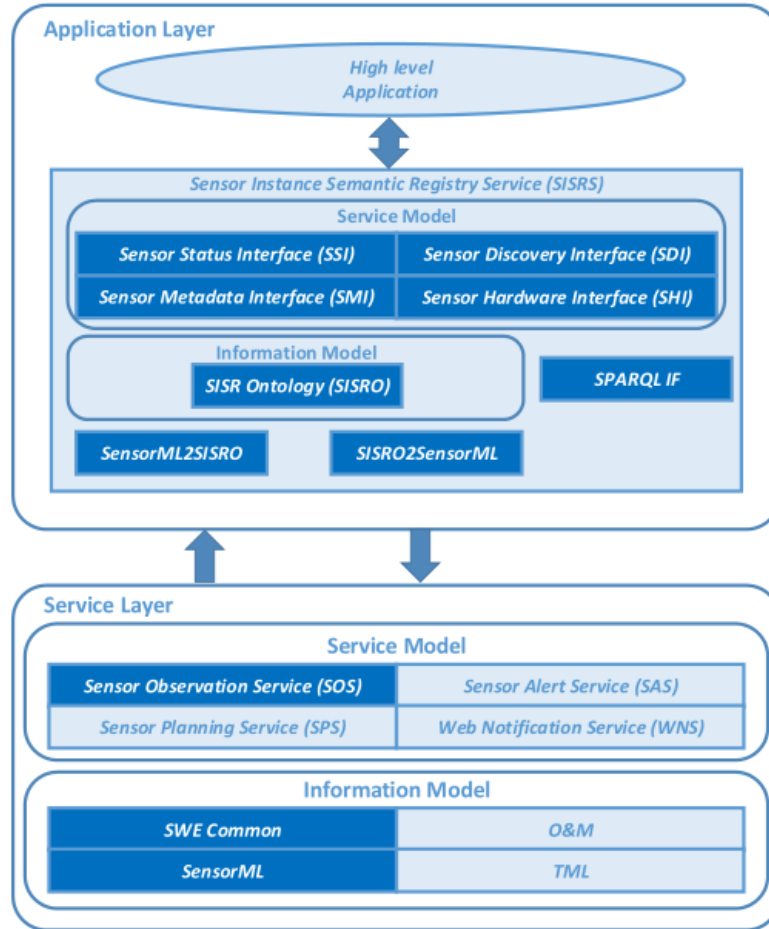 Application Layer
High level
Application
Sensor Instance Semantic Registry Service (SISRS)
Service Model
Sensor Status Interface (SSI)
Sensor Discovery Interface (SDI)
Sensor Metadata Interface (SMI)
Sensor Hardware Interface (SHI)
Information Model
SISR Ontology (SISRO)
SPARQL IF
SensorML2SISRO
SISRO2SensorML
Service Layer
Service Model
Sensor Observation Service (SOS)
Sensor Alert Service (SAS)
Sensor Planning Service (SPS)
Web Notification Service (WNS)
Information Model
SWE Common
O&M
SensorML
TML